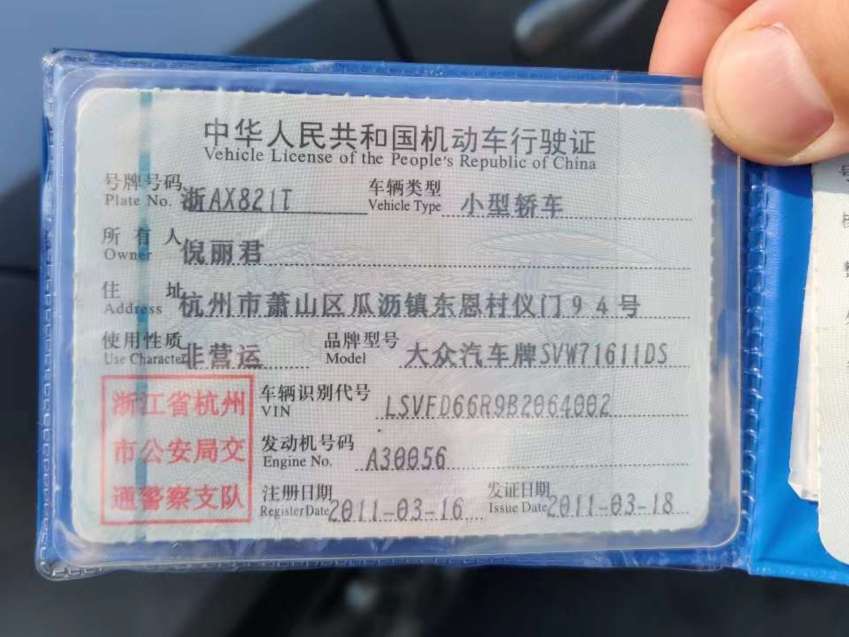 中华人民共和国机动车行驶证
Vehicle License of the People's Republic of China
号牌号码 浙AX821T 车辆类型 小型轿车
Plate No. Vehicle Type
所有人 倪丽君
Owner
住址 杭州市萧山区瓜沥镇东恩村仪门94号
Address
使用性质 非营运 品牌型号 大众汽车牌SVW71611DS
Use Character Model
浙江省杭州
市公安局交
通警察支队
车辆识别代号 LSVFD66R9B2064002
VIN
发动机号码 A30056
Engine No.
注册日期 2011-03-16 发证日期 2011-03-18
Register Date Issue Date